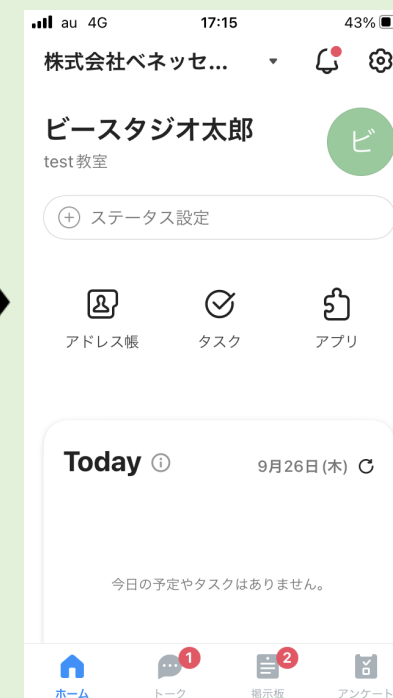 au 4G 17:15 43%
株式会社ベネッセ...
ビースタジオ太郎
ビ
test教室
ステータス設定
アドレス帳 タスク アプリ
Today 9月26日(木)
今日の予定やタスクはありません。
1 2
ホーム トーク 掲示板 アンケート